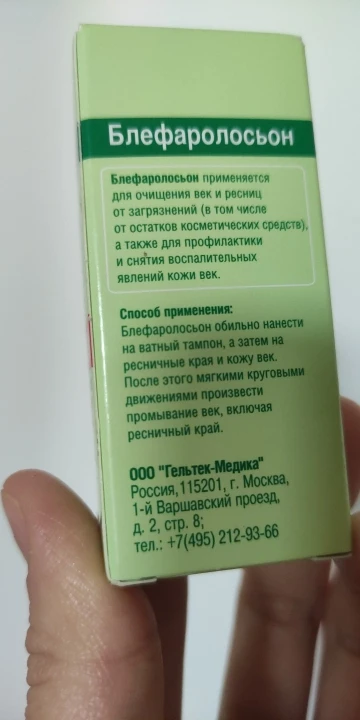 Блефаролосьон
Блефаролосьон применяется
для очищения век и ресниц
от загрязнений (в том числе
от остатков косметических средств),
а также для профилактики
и снятия воспалительных
явлений кожи век.
Способ применения:
Блефаролосьон обильно нанести
на ватный тампон, а затем на
ресничные края и кожу век.
После этого мягкими круговыми
движениями произвести
промывание век, включая
ресничный край.
ООО "Гельтек-Медика"
Россия,115201, г. Москва,
1-й Варшавский проезд,
д. 2, стр. 8;
тел.: +7(495) 212-93-66